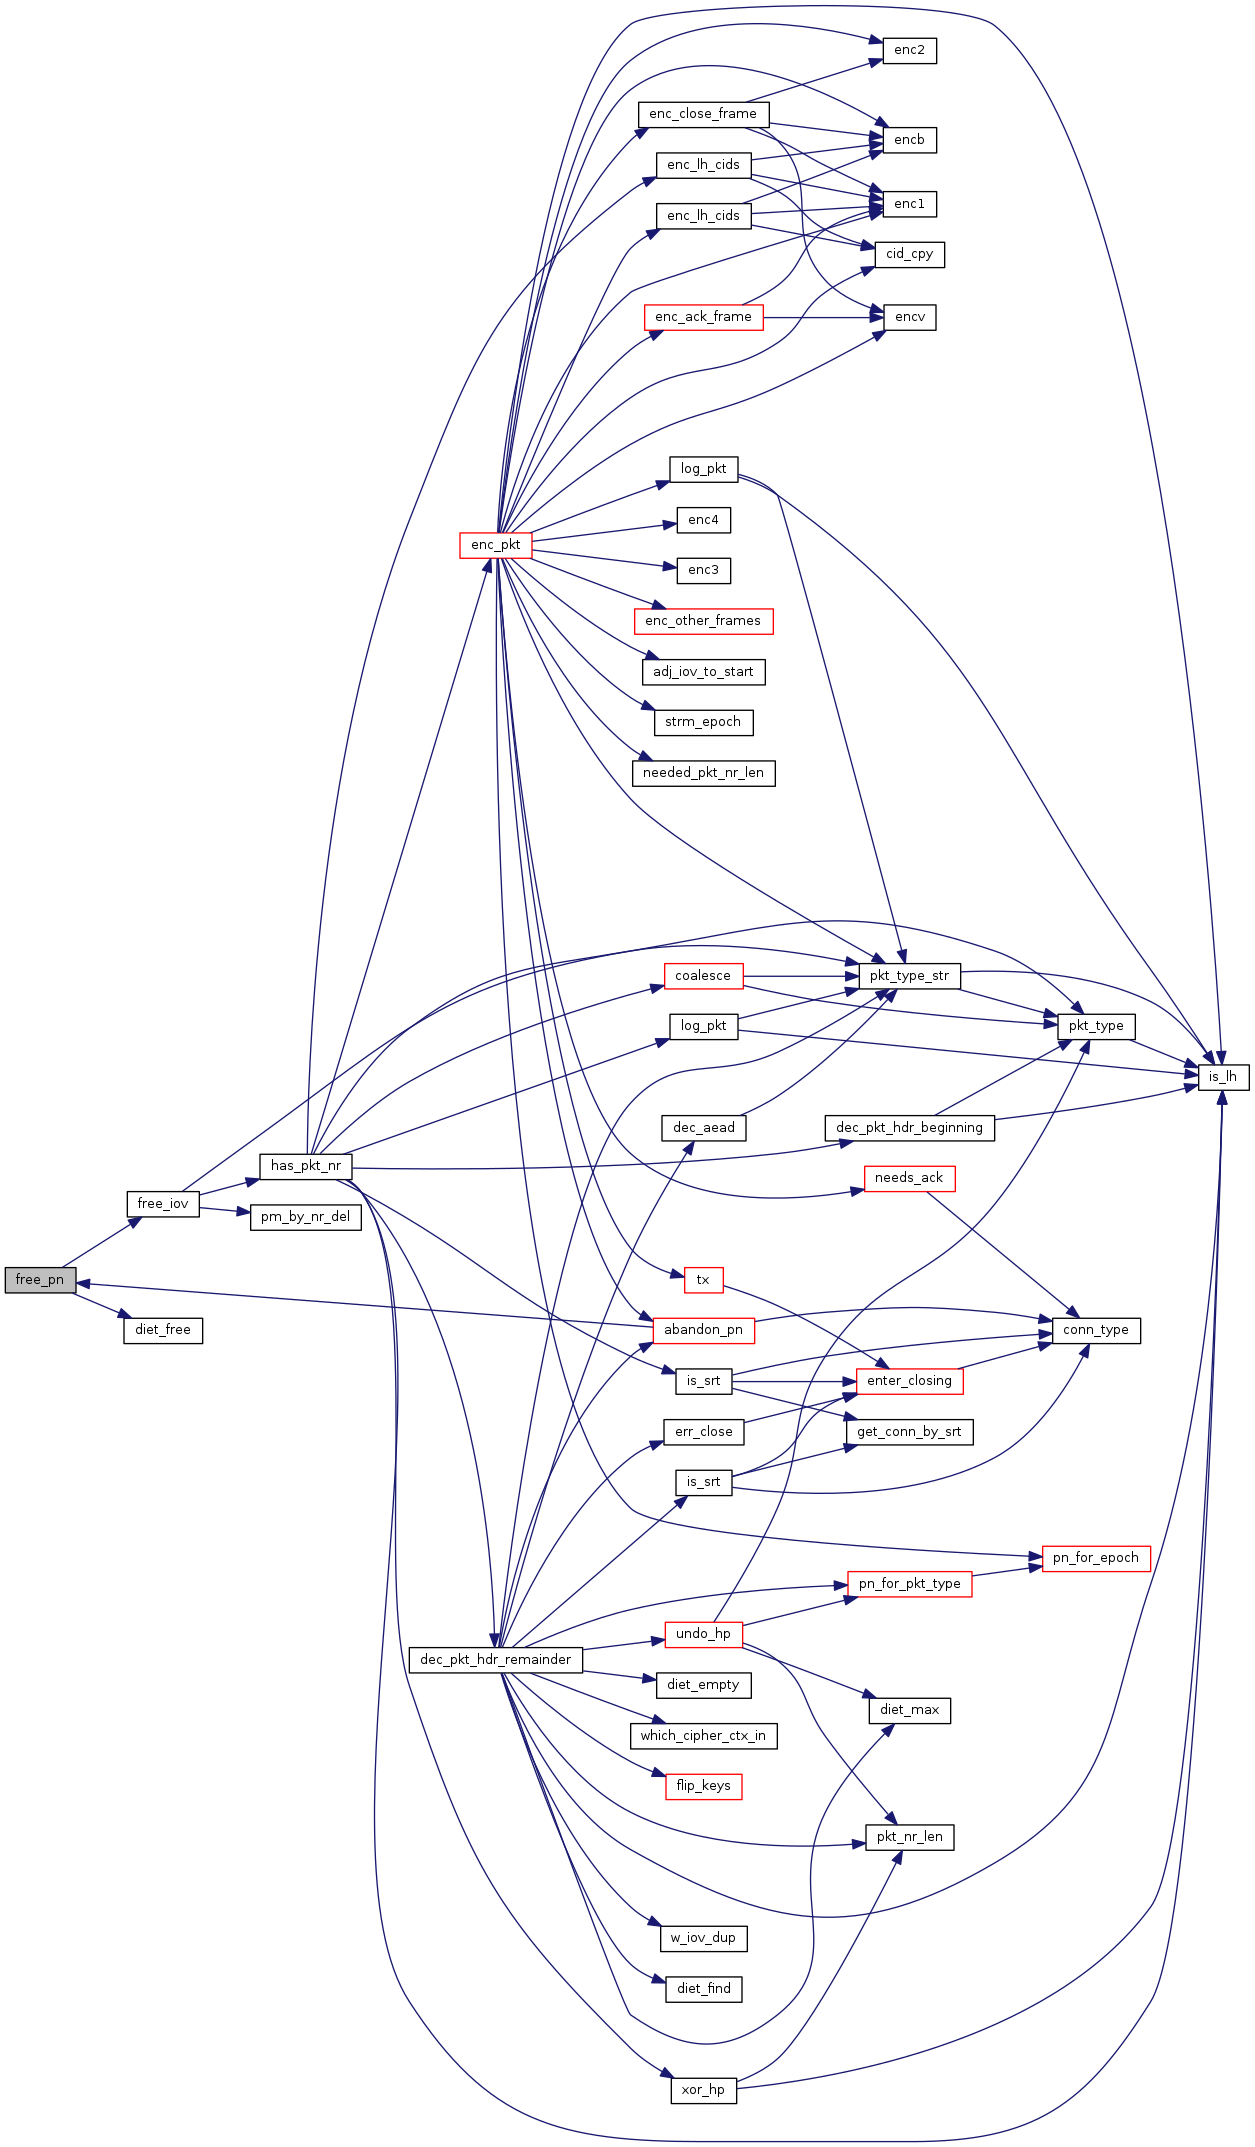 enc2
enc_close_frame
encb
enc_lh_cids
enc1
enc_lh_cids
cid_cpy
enc_ack_frame
encv
log_pkt
enc4
enc_pkt
enc3
enc_other_frames
adj_iov_to_start
strm_epoch
needed_pkt_nr_len
coalesce
pkt_type_str
log_pkt
pkt_type
is_lh
dec_aead
dec_pkt_hdr_beginning
has_pkt_nr
needs_ack
free_iov
pm_by_nr_del
free_pn
tx
diet_free
abandon_pn
conn_type
is_srt
enter_closing
err_close
get_conn_by_srt
is_srt
pn_for_epoch
pn_for_pkt_type
undo_hp
dec_pkt_hdr_remainder
diet_empty
diet_max
which_cipher_ctx_in
flip_keys
pkt_nr_len
w_iov_dup
diet_find
xor_hp